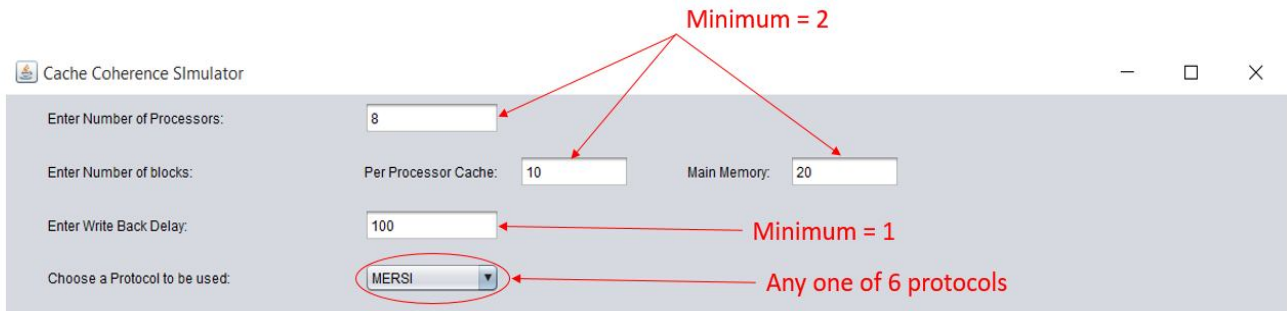 Minimum = 2
Cache Coherence SImulator
Enter Number of Processors: 8
Enter Number of blocks: Per Processor Cache: 10 Main Memory: 20
Enter Write Back Delay: 100 Minimum = 1
Choose a Protocol to be used: MERSI Any one of 6 protocols